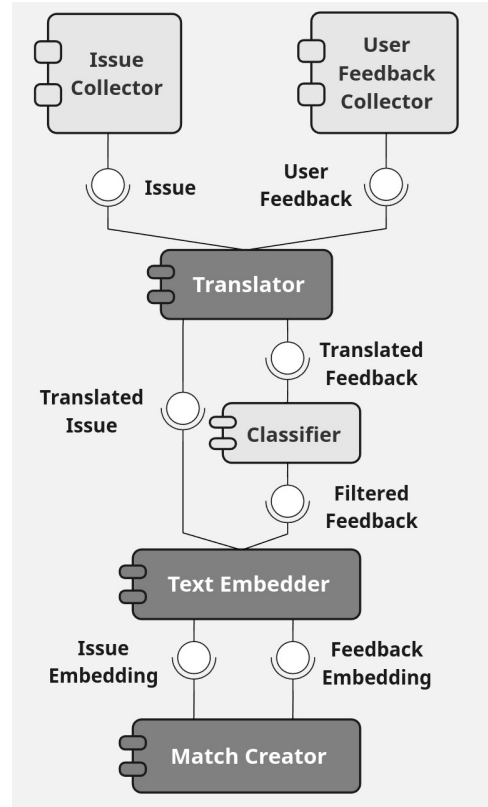 Issue
Collector
User
Feedback
Collector
Issue
User
Feedback
Translator
Translated
Feedback
Translated
Issue
Classifier
Filtered
Feedback
Text Embedder
Issue
Embedding
Feedback
Embedding
Match Creator